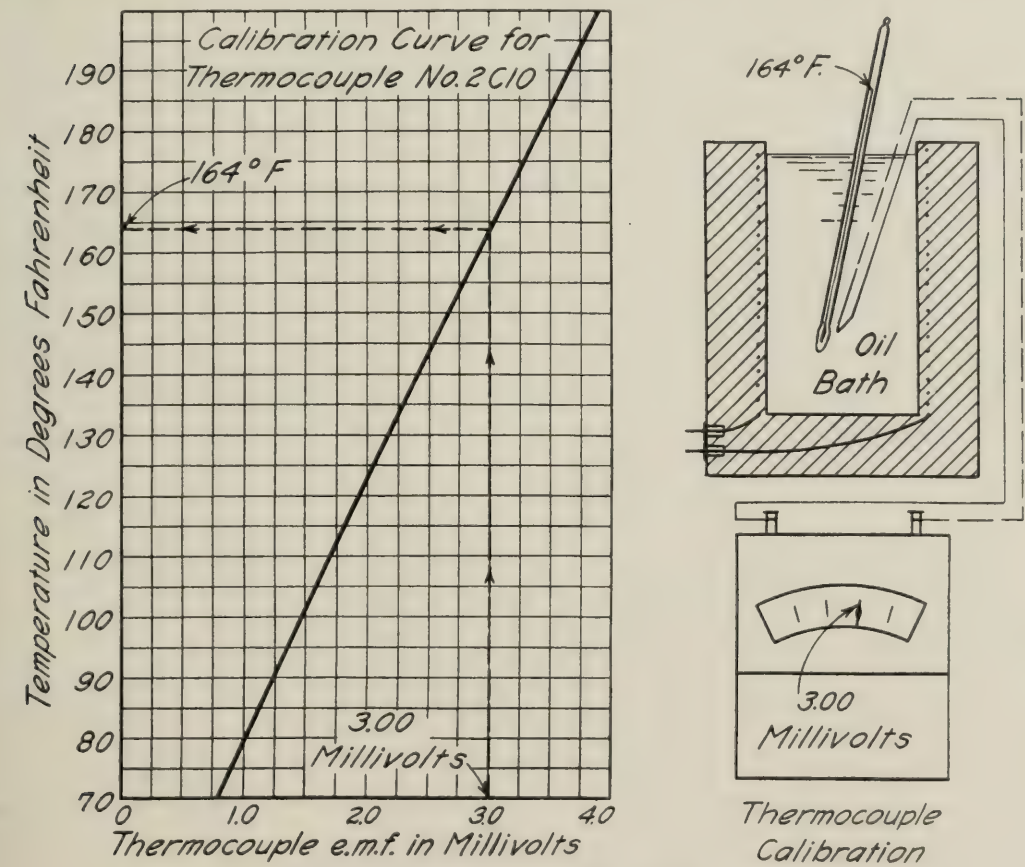 Calibration Curve for
Thermocouple No. 2C10
190
180
170
160
150
140
130
120
110
100
90
80
70
164°F
Temperature in Degrees Fahrenheit
3.00
Millivolts
0 1.0 2.0 3.0 4.0
Thermocouple e.m.f. in Millivolts
164°F.
Oil
Bath
3.00
Millivolts
Thermocouple
Calibration